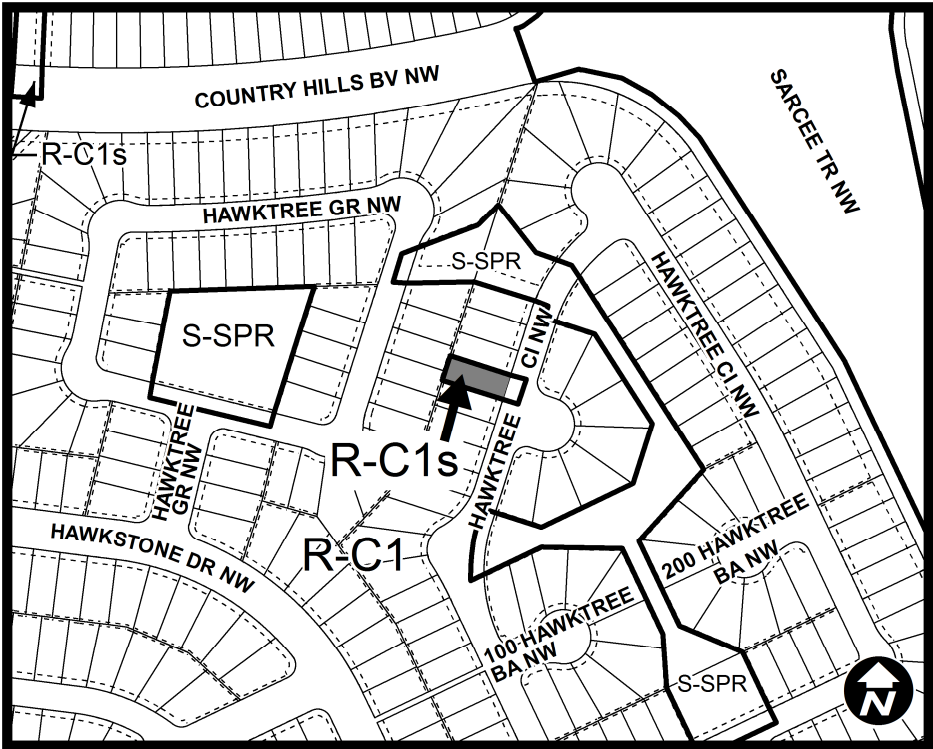 COUNTRY HILLS BV NW
SARCEE TR NW
R-C1s
HAWKTREE GR NW
S-SPR
HAWKTREE CI NW
S-SPR
CI NW
HAWKTREE
R-C1s
HAWKTREE
GR NW
HAWKSTONE DR NW
R-C1
200 HAWKTREE
BA NW
100 HAWKTREE
BA NW
S-SPR
N